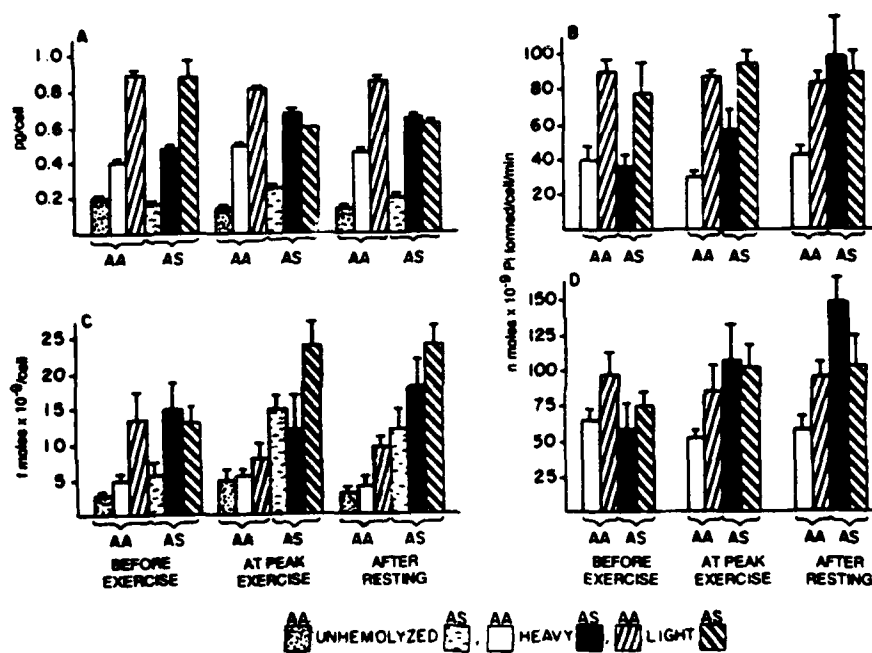 A
1.0
0.8
0.6
0.4
0.2
pg/cell
AA AS AA AS AA AS
B
100
80
60
40
20
n moles x 10⁻⁹ Pi formed/cell/min
AA AS AA AS AA AS
C
25
20
15
10
5
f moles x 10⁻⁹/cell
AA AS AA AS AA AS
BEFORE EXERCISE
AT PEAK EXERCISE
AFTER RESTING
D
150
125
100
75
50
25
AA AS AA AS AA AS
BEFORE EXERCISE
AT PEAK EXERCISE
AFTER RESTING
AA AS AA AS AA AS
UNHEMOLYZED , HEAVY , LIGHT